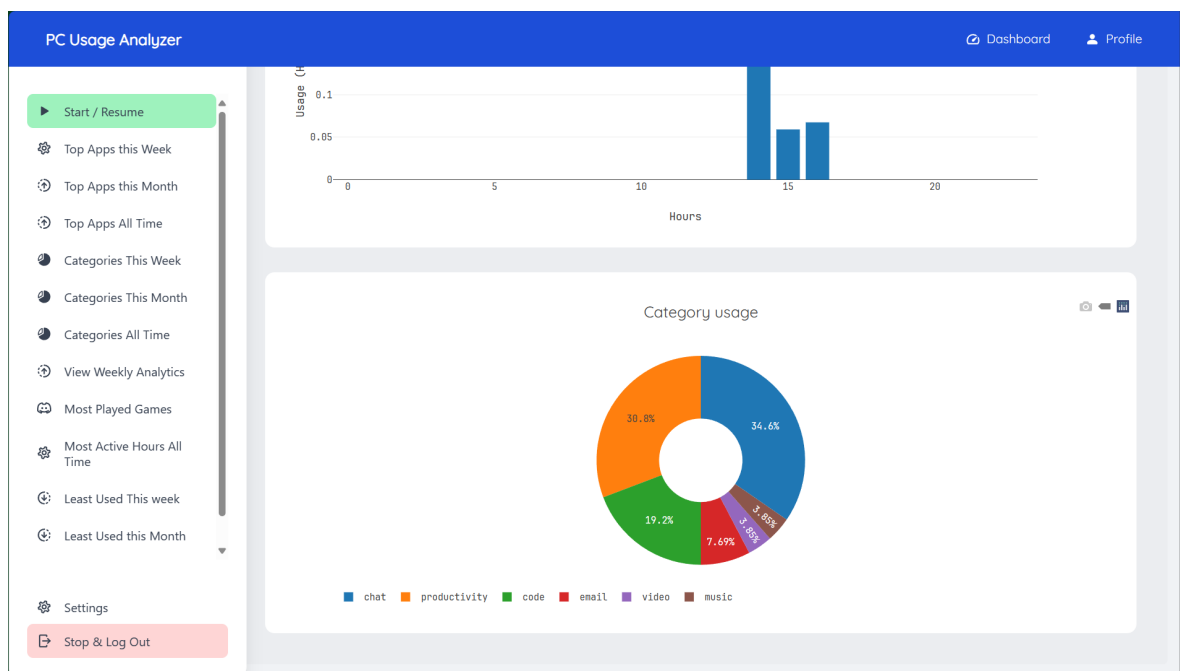 PC Usage Analyzer
Dashboard
Profile
Start / Resume
Top Apps this Week
Top Apps this Month
Top Apps All Time
Categories This Week
Categories This Month
Categories All Time
View Weekly Analytics
Most Played Games
Most Active Hours All
Time
Least Used This week
Least Used this Month
Settings
Stop & Log Out
Usage (H
0.1
0.05
0
0 5 10 15 20
Hours
Category usage
30.8%
34.6%
19.2%
7.69%
3.85%
3.85%
chat productivity code email video music